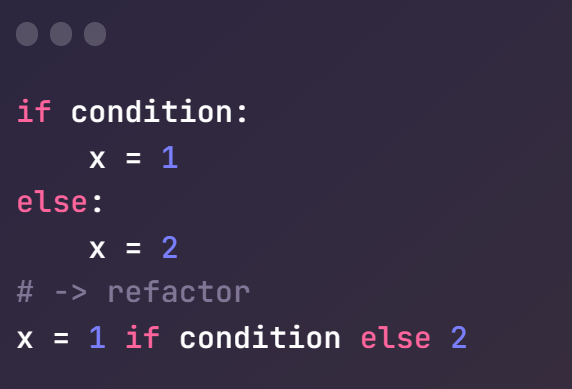 if condition:
    x = 1
else:
    x = 2
# -> refactor
x = 1 if condition else 2